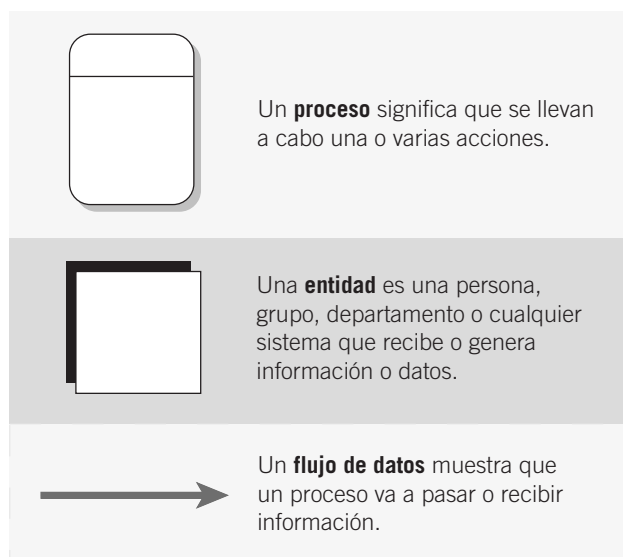 Un proceso significa que se llevan
a cabo una o varias acciones.
Una entidad es una persona,
grupo, departamento o cualquier
sistema que recibe o genera
información o datos.
Un flujo de datos muestra que
un proceso va a pasar o recibir
información.